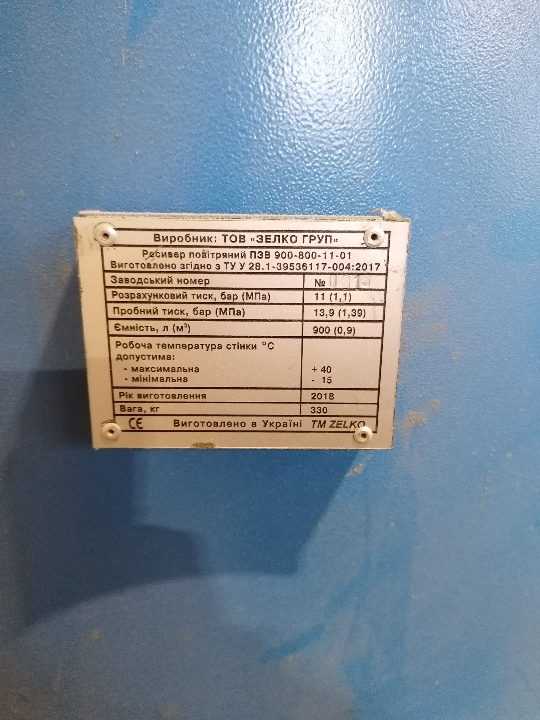 Виробник: ТОВ «ЗЕЛКО ГРУП»
Ресивер повітряний ПЗВ 900-800-11-01
Виготовлено згідно з ТУ У 28.1-39536117-004:2017
Заводський номер №
Розрахунковий тиск, бар (МПа) 11 (1,1)
Пробний тиск, бар (МПа) 13,9 (1,39)
Ємність, л (м³) 900 (0,9)
Робоча температура стінки °С
допустима:
- максимальна + 40
- мінімальна - 15
Рік виготовлення 2018
Вага, кг 330
CE Виготовлено в Україні TM ZELKO